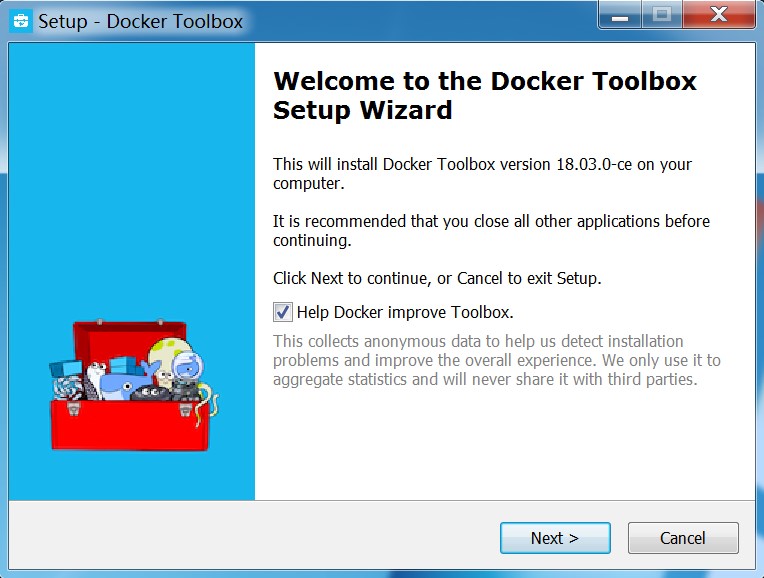 Setup - Docker Toolbox
Welcome to the Docker Toolbox
Setup Wizard
This will install Docker Toolbox version 18.03.0-ce on your
computer.
It is recommended that you close all other applications before
continuing.
Click Next to continue, or Cancel to exit Setup.
Help Docker improve Toolbox.
This collects anonymous data to help us detect installation
problems and improve the overall experience. We only use it to
aggregate statistics and will never share it with third parties.
Next >
Cancel